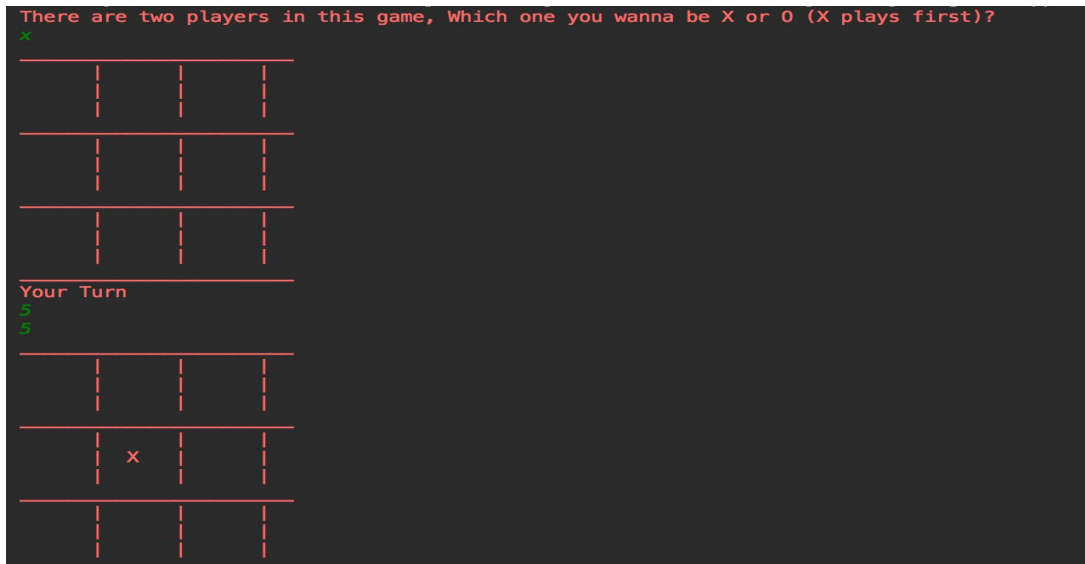 There are two players in this game, Which one you wanna be X or O (X plays first)?
x
Your Turn
5
5
X